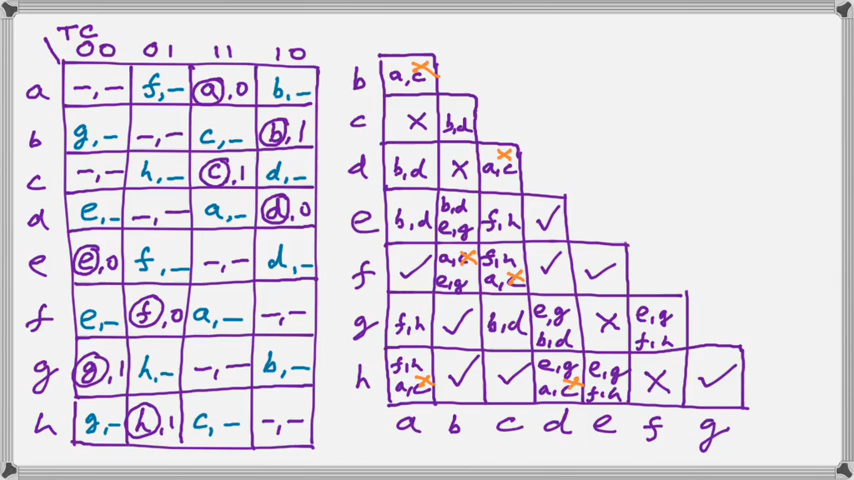 TC
00 01 11 10
a -,- f,- a,0 b,-
b g,- -,- c,- b,1
c -,- h,- c,1 d,-
d e,- -,- a,- d,0
e e,0 f,- -,- d,-
f e,- f,0 a,- -,-
g g,1 h,- -,- b,-
h g,- h,1 c,- -,-
b a,c ×
c × b,d
d b,d × a,c ×
e b,d b,d e,g f,h ✓
f ✓ a,c × e,g f,h a,c × ✓ ✓
g f,h ✓ b,d e,g b,d × e,g f,h
h f,h a,c × ✓ ✓ e,g a,c × e,g f,h × ✓
a b c d e f g